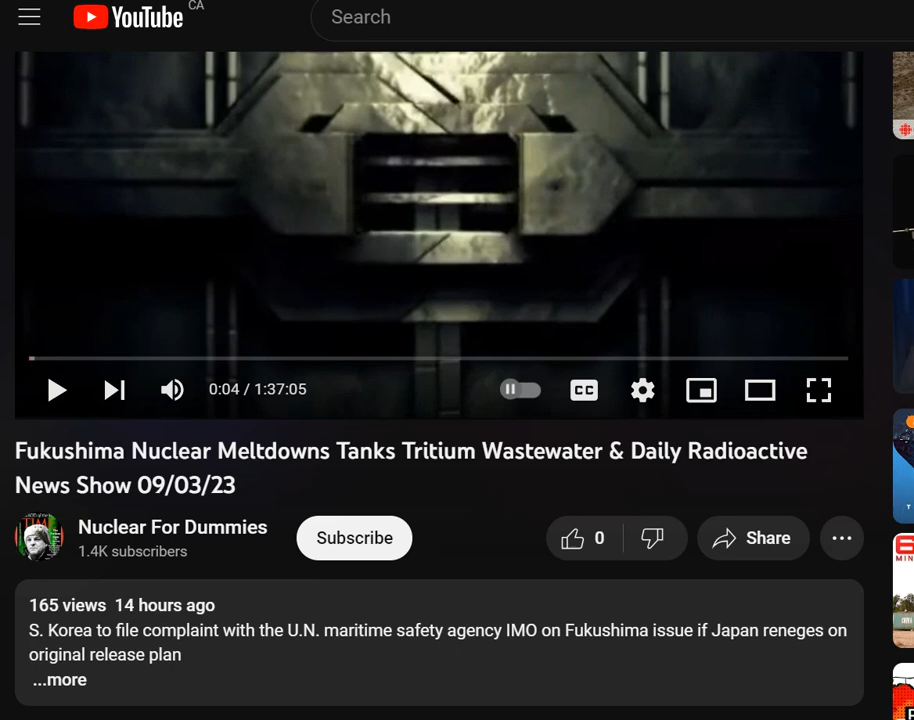 YouTube CA
Search
0:04 / 1:37:05
CC
Fukushima Nuclear Meltdowns Tanks Tritium Wastewater & Daily Radioactive
News Show 09/03/23
Nuclear For Dummies
1.4K subscribers
Subscribe
0
Share
165 views 14 hours ago
S. Korea to file complaint with the U.N. maritime safety agency IMO on Fukushima issue if Japan reneges on
original release plan
...more